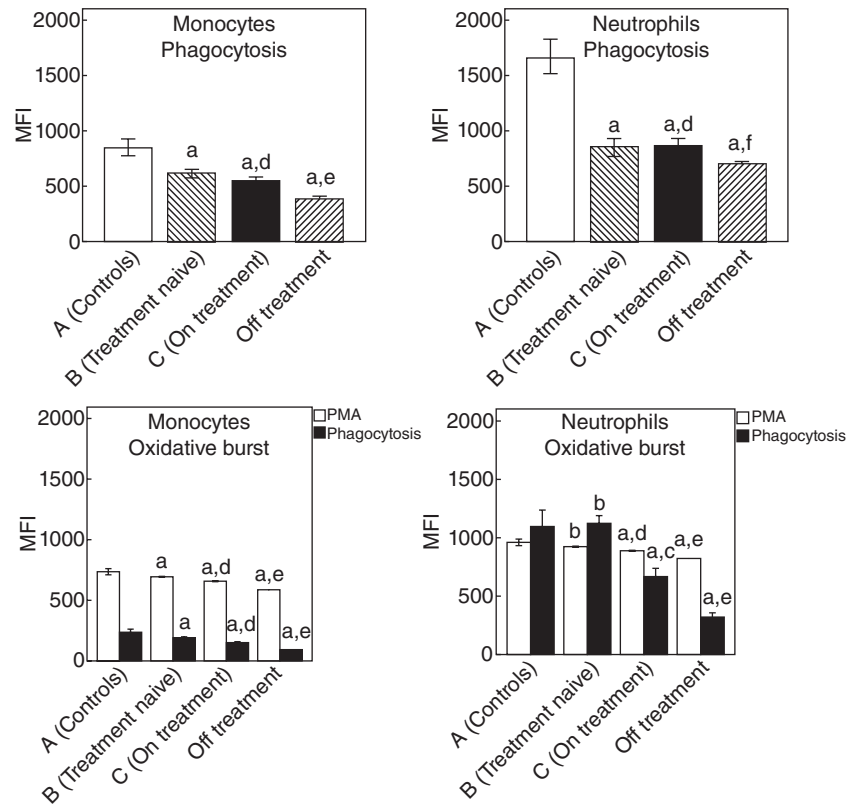 Monocytes
Phagocytosis
2000
1500
1000
500
0
MFI
a
a,d
a,e
A (Controls)
B (Treatment naive)
C (On treatment)
Off treatment
Neutrophils
Phagocytosis
2000
1500
1000
500
0
MFI
a
a,d
a,f
A (Controls)
B (Treatment naive)
C (On treatment)
Off treatment
Monocytes
Oxidative burst
PMA
Phagocytosis
2000
1500
1000
500
0
MFI
a
a
a,d
a,d
a,e
a,e
A (Controls)
B (Treatment naive)
C (On treatment)
Off treatment
Neutrophils
Oxidative burst
PMA
Phagocytosis
2000
1500
1000
500
0
MFI
b
b
a,d
a,c
a,e
a,e
A (Controls)
B (Treatment naive)
C (On treatment)
Off treatment